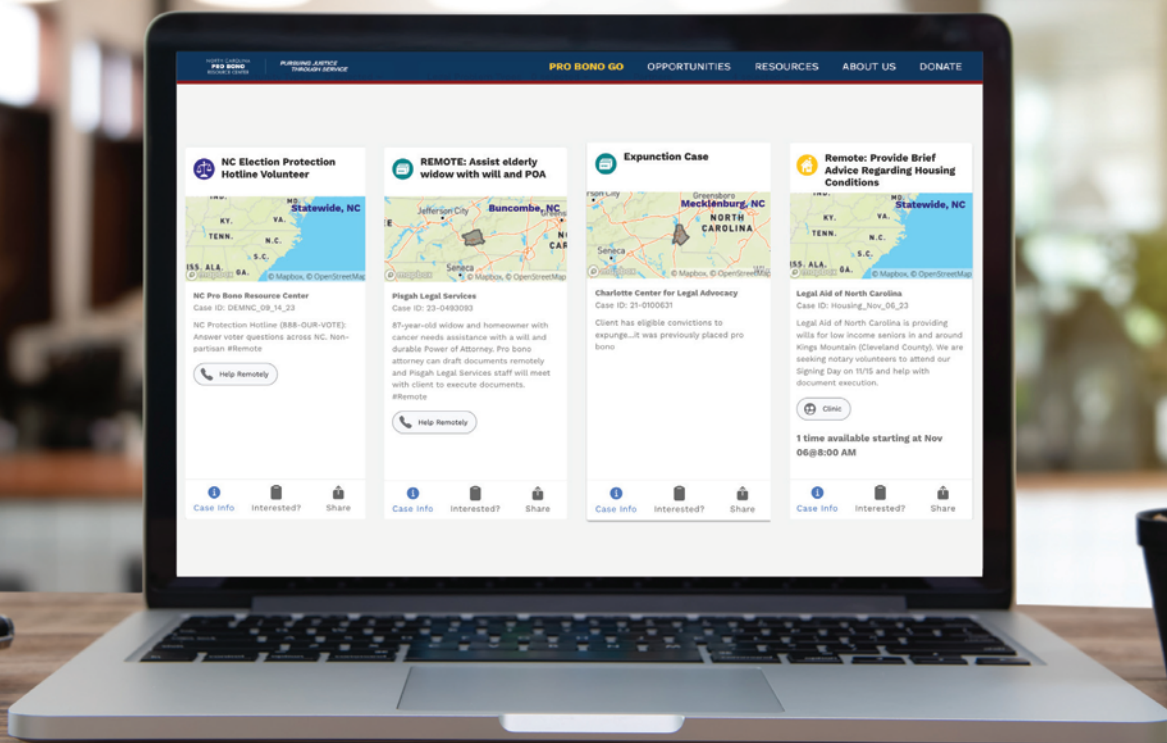 NORTH CAROLINA
PRO BONO
RESOURCE CENTER
PURSUING JUSTICE
THROUGH SERVICE
PRO BONO GO
OPPORTUNITIES
RESOURCES
ABOUT US
DONATE
NC Election Protection
Hotline Volunteer
MO.
Statewide, NC
KY.
VA.
TENN.
N.C.
S.C.
ISS. ALA.
GA.
mapbox
© Mapbox, © OpenStreetMap
NC Pro Bono Resource Center
Case ID: DEMNC_09_14_23
NC Protection Hotline (888-OUR-VOTE):
Answer voter questions across NC. Non-
partisan #Remote
Help Remotely
Case Info
Interested?
Share
REMOTE: Assist elderly
widow with will and POA
Jefferson City
Buncombe, NC
Greens
E
N
CAR
Seneca
mapbox
© Mapbox, © OpenStreetMap
Pisgah Legal Services
Case ID: 23-0493093
87-year-old widow and homeowner with
cancer needs assistance with a will and
durable Power of Attorney. Pro bono
attorney can draft documents remotely
and Pisgah Legal Services staff will meet
with client to execute documents.
#Remote
Help Remotely
Case Info
Interested?
Share
Expunction Case
rson City
Greensboro
Mecklenburg, NC
NORTH
CAROLINA
Seneca
mapbox
© Mapbox, © OpenStreetMap
Charlotte Center for Legal Advocacy
Case ID: 21-0100631
Client has eligible convictions to
expunge...it was previously placed pro
bono
Case Info
Interested?
Share
Remote: Provide Brief
Advice Regarding Housing
Conditions
MO.
Statewide, NC
KY.
VA.
TENN.
N.C.
S.C.
ISS. ALA.
GA.
mapbox
© Mapbox, © OpenStreetMap
Legal Aid of North Carolina
Case ID: Housing_Nov_06_23
Legal Aid of North Carolina is providing
wills for low income seniors in and around
Kings Mountain (Cleveland County). We are
seeking notary volunteers to attend our
Signing Day on 11/15 and help with
document execution.
Clinic
1 time available starting at Nov
06@8:00 AM
Case Info
Interested?
Share